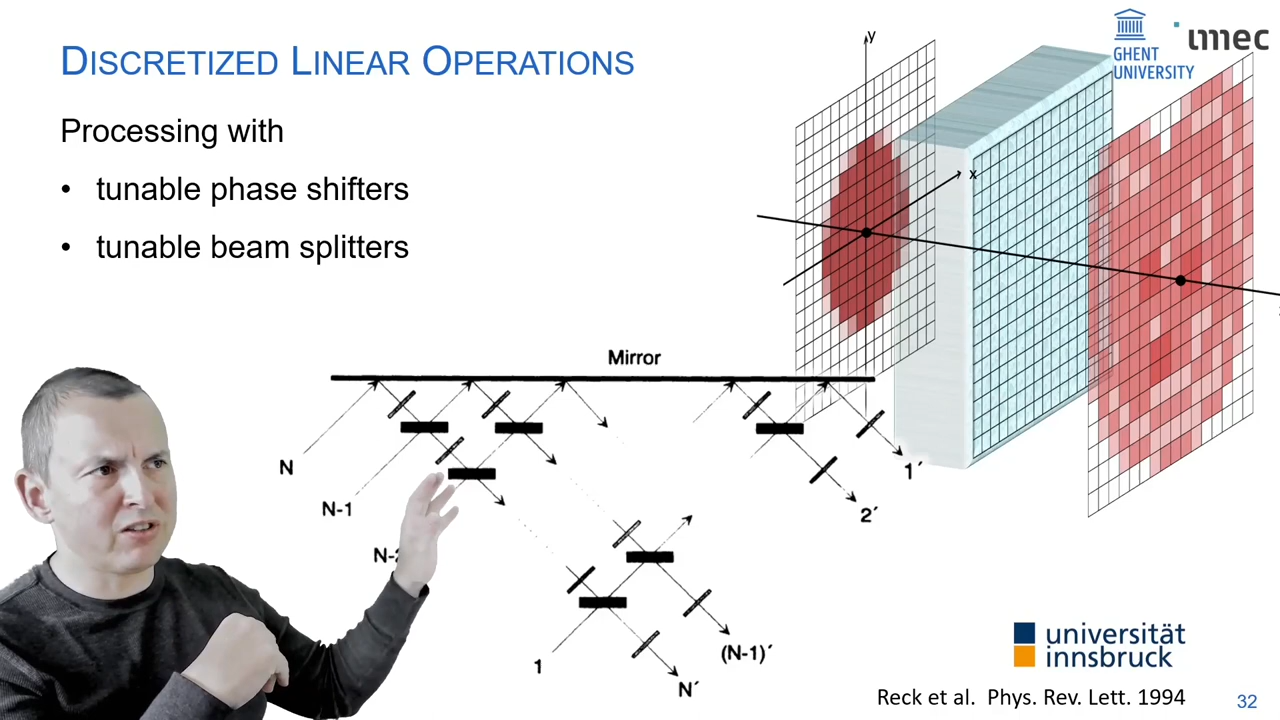 DISCRETIZED LINEAR OPERATIONS
GHENT
UNIVERSITY
imec
Processing with
• tunable phase shifters
• tunable beam splitters
y
x
Mirror
N
N-1
1
1´
2´
(N-1)´
N´
universität
innsbruck
Reck et al. Phys. Rev. Lett. 1994
32